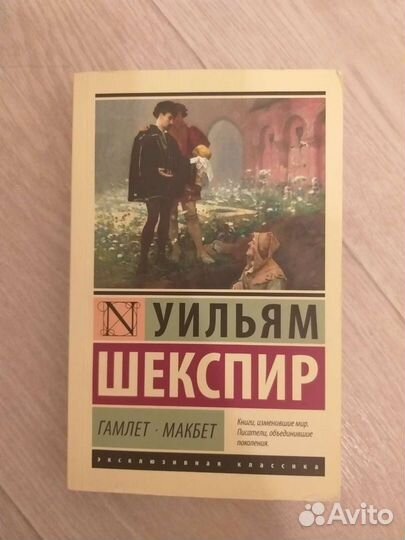 N
УИЛЬЯМ
ШЕКСПИР
ГАМЛЕТ · МАКБЕТ
Книги, изменившие мир.
Писатели, объединившие
поколения.
эксклюзивная классика
Avito